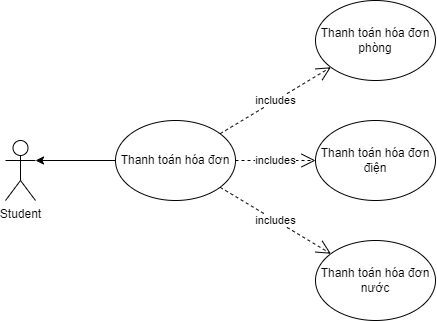 Thanh toán hóa đơn
phòng
includes
Thanh toán hóa đơn
includes
Thanh toán hóa đơn
điện
Student
includes
Thanh toán hóa đơn
nước